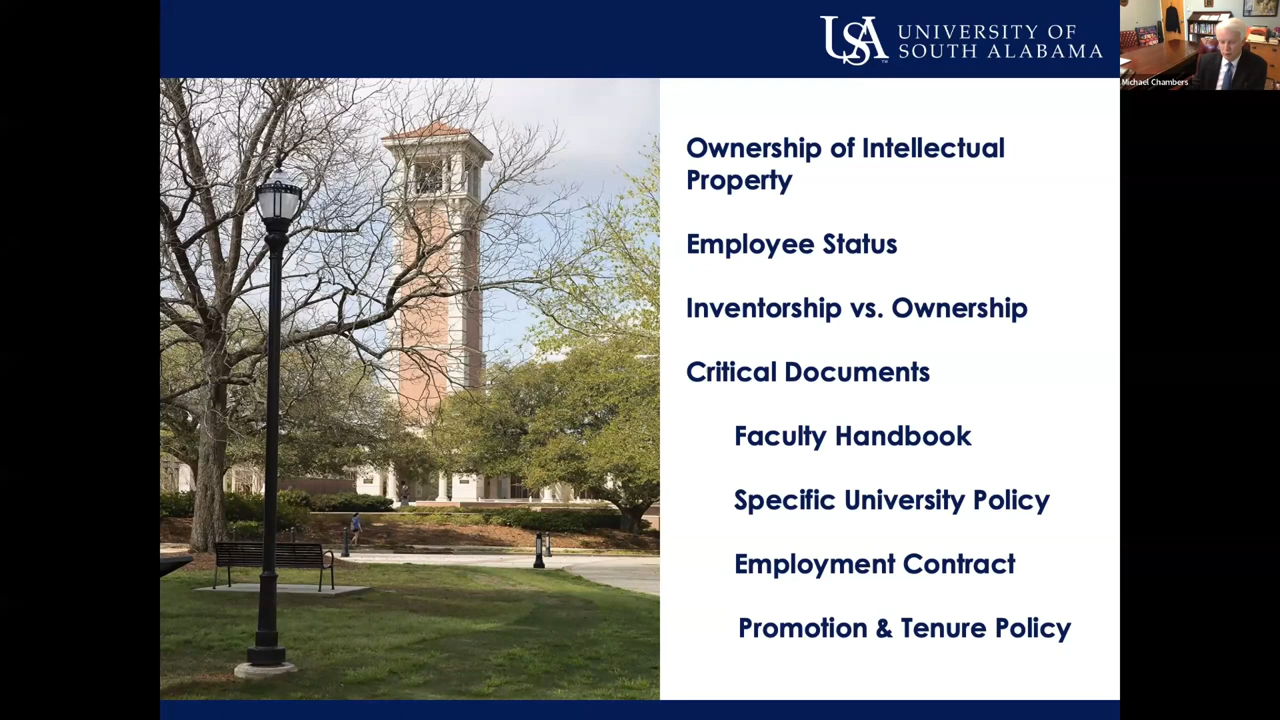 USA UNIVERSITY OF
SOUTH ALABAMA
Michael Chambers
Ownership of Intellectual
Property
Employee Status
Inventorship vs. Ownership
Critical Documents
Faculty Handbook
Specific University Policy
Employment Contract
Promotion & Tenure Policy